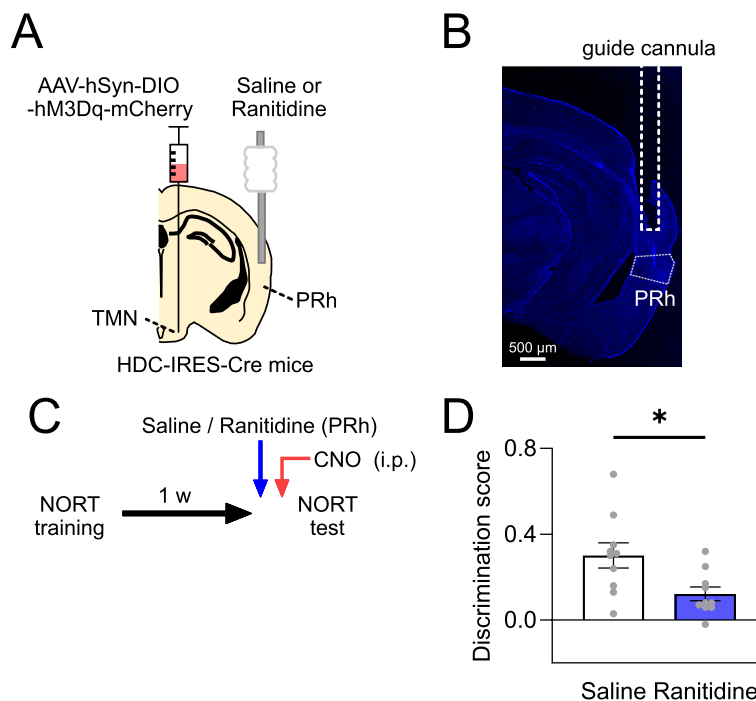 A
AAV-hSyn-DIO
-hM3Dq-mCherry
Saline or
Ranitidine
TMN
PRh
HDC-IRES-Cre mice
B
guide cannula
PRh
500 µm
C
Saline / Ranitidine (PRh)
CNO (i.p.)
NORT
training
1 w
NORT
test
D
*
Discrimination score
0.8
0.4
0.0
Saline Ranitidine